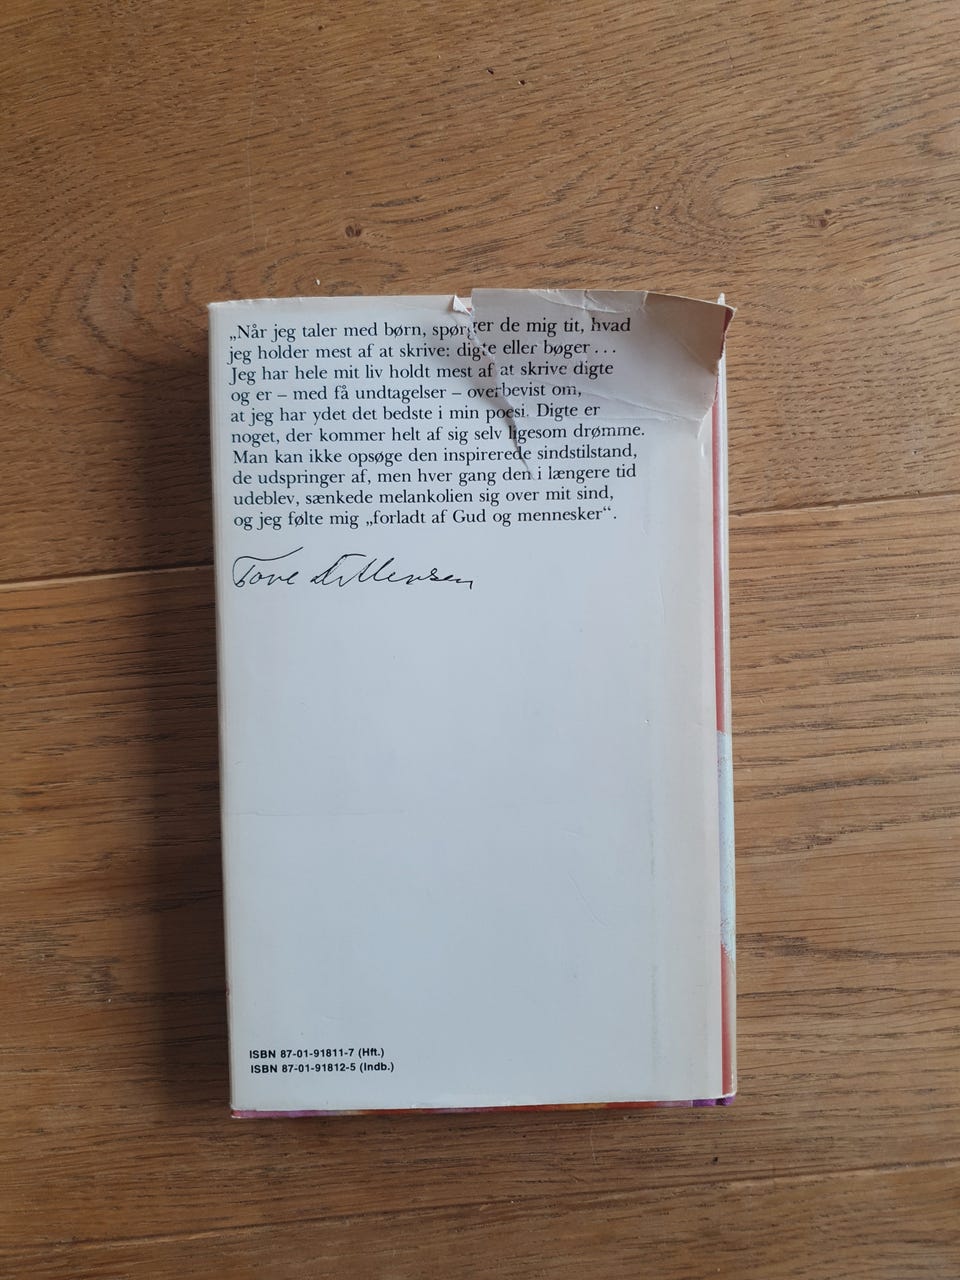 „Når jeg taler med børn, spørger de mig tit, hvad
jeg holder mest af at skrive: digte eller bøger . . .
Jeg har hele mit liv holdt mest af at skrive digte
og er – med få undtagelser – overbevist om,
at jeg har ydet det bedste i min poesi. Digte er
noget, der kommer helt af sig selv ligesom drømme.
Man kan ikke opsøge den inspirerede sindstilstand,
de udspringer af, men hver gang den i længere tid
udeblev, sænkede melankolien sig over mit sind,
og jeg følte mig „forladt af Gud og mennesker“.
Tove Ditlevsen
ISBN 87-01-91811-7 (Hft.)
ISBN 87-01-91812-5 (Indb.)